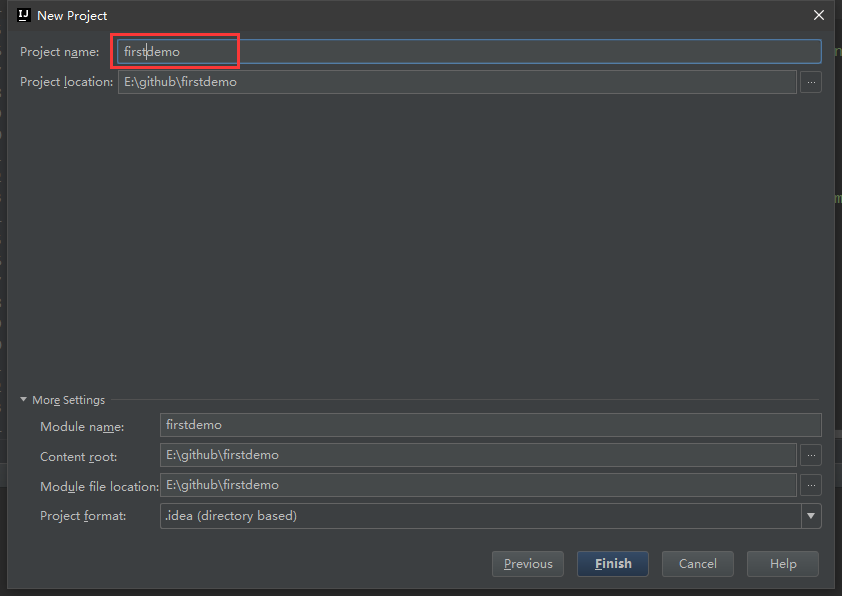 IJ New Project
Project name: firstdemo
Project location: E:\github\firstdemo ...
More Settings
Module name: firstdemo
Content root: E:\github\firstdemo ...
Module file location: E:\github\firstdemo ...
Project format: .idea (directory based)
Previous Finish Cancel Help